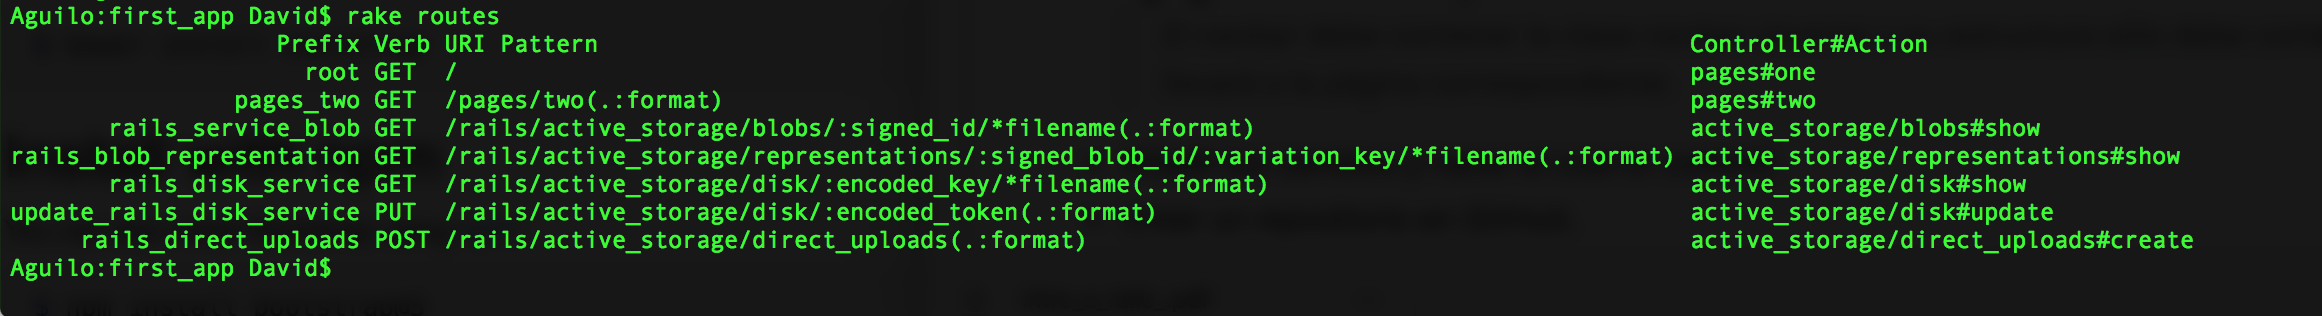 Aguilo:first_app David$ rake routes
Prefix Verb URI Pattern Controller#Action
root GET / pages#one
pages_two GET /pages/two(.:format) pages#two
rails_service_blob GET /rails/active_storage/blobs/:signed_id/*filename(.:format) active_storage/blobs#show
rails_blob_representation GET /rails/active_storage/representations/:signed_blob_id/:variation_key/*filename(.:format) active_storage/representations#show
rails_disk_service GET /rails/active_storage/disk/:encoded_key/*filename(.:format) active_storage/disk#show
update_rails_disk_service PUT /rails/active_storage/disk/:encoded_token(.:format) active_storage/disk#update
rails_direct_uploads POST /rails/active_storage/direct_uploads(.:format) active_storage/direct_uploads#create
Aguilo:first_app David$